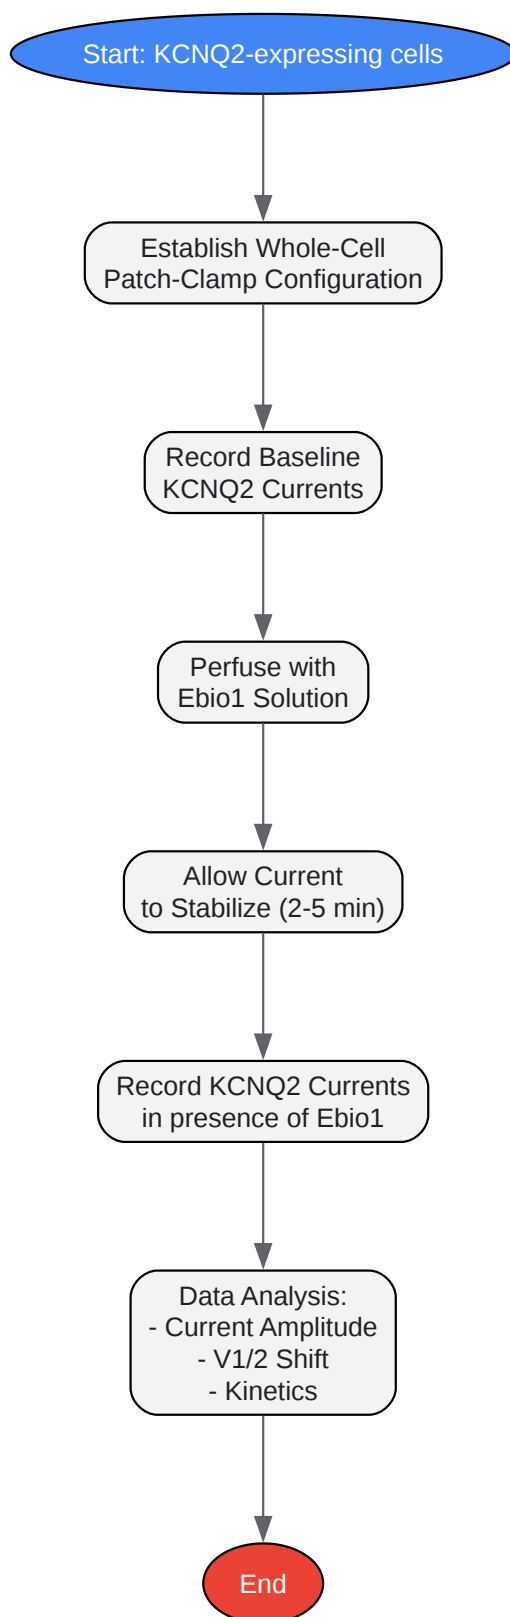 Start: KCNQ2-expressing cells
Establish Whole-Cell
Patch-Clamp Configuration
Record Baseline
KCNQ2 Currents
Perfuse with
Ebio1 Solution
Allow Current
to Stabilize (2-5 min)
Record KCNQ2 Currents
in presence of Ebio1
Data Analysis:
- Current Amplitude
- V1/2 Shift
- Kinetics
End